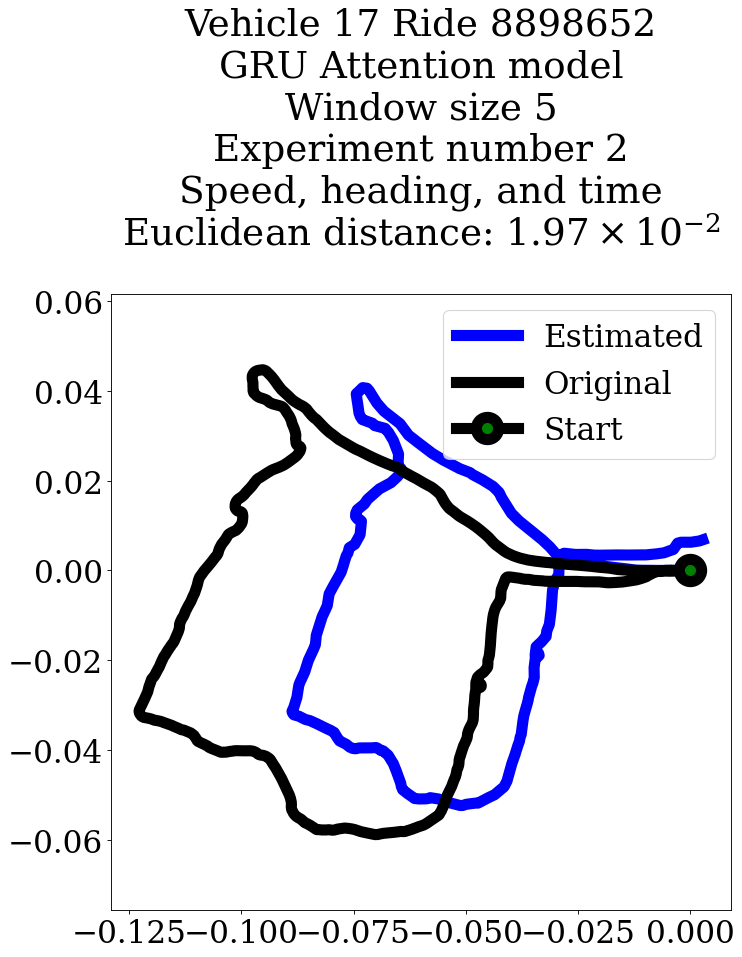 Vehicle 17 Ride 8898652
GRU Attention model
Window size 5
Experiment number 2
Speed, heading, and time
Euclidean distance: 1.97 × 10⁻²
0.06
0.04
0.02
0.00
−0.02
−0.04
−0.06
Estimated
Original
Start
−0.125 −0.100 −0.075 −0.050 −0.025 0.000